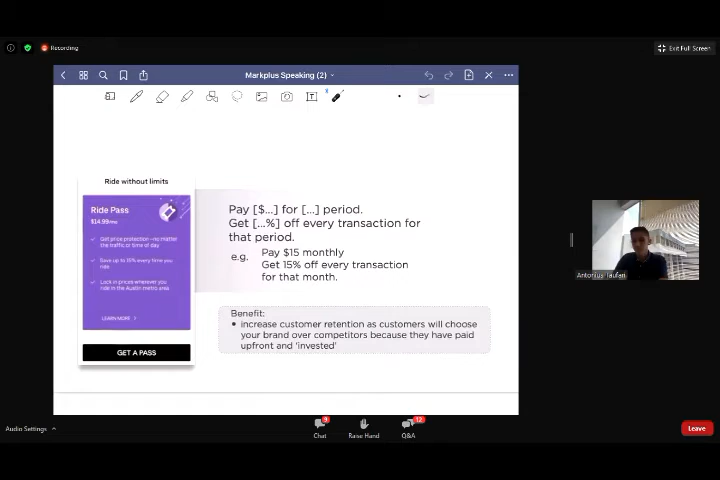 Recording
Exit Full Screen
Markplus Speaking (2)
Ride without limits
Ride Pass
$14.99/mo
Get price protection—no matter
the traffic or time of day
Save up to 15% every time you
ride
Lock in prices wherever you
ride in the Austin metro area
LEARN MORE
GET A PASS
Pay [$...] for [...] period.
Get [...%] off every transaction for
that period.
e.g. Pay $15 monthly
Get 15% off every transaction
for that month.
Benefit:
• increase customer retention as customers will choose
your brand over competitors because they have paid
upfront and 'invested'
Antonius Taufan
Audio Settings
9
Chat
Raise Hand
12
Q&A
Leave